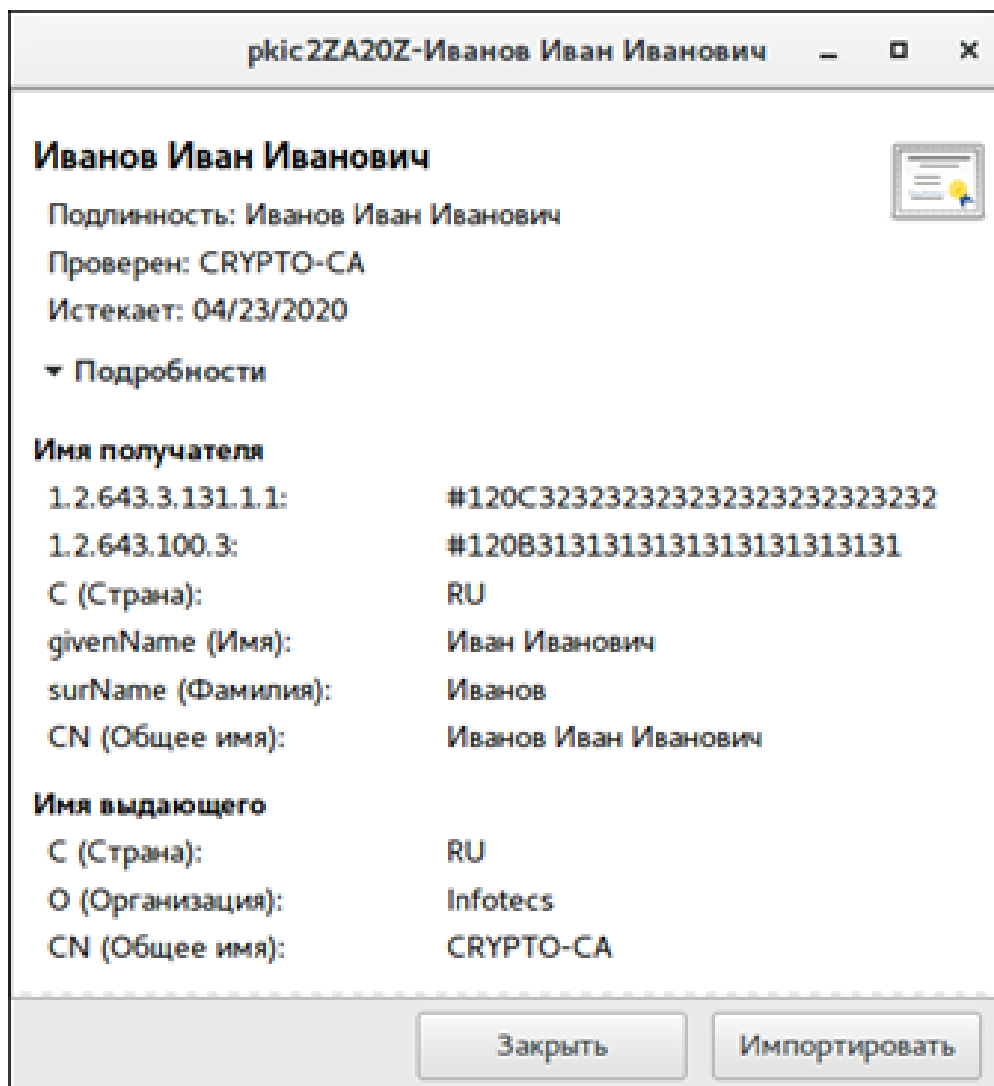 pkic2ZA20Z-Иванов Иван Иванович
Иванов Иван Иванович
Подлинность: Иванов Иван Иванович
Проверен: CRYPTO-CA
Истекает: 04/23/2020
Подробности
Имя получателя
1.2.643.3.131.1.1: #120C323232323232323232323232
1.2.643.100.3: #120B3131313131313131313131
C (Страна): RU
givenName (Имя): Иван Иванович
surName (Фамилия): Иванов
CN (Общее имя): Иванов Иван Иванович
Имя выдающего
C (Страна): RU
O (Организация): Infotecs
CN (Общее имя): CRYPTO-CA
Закрыть Импортировать